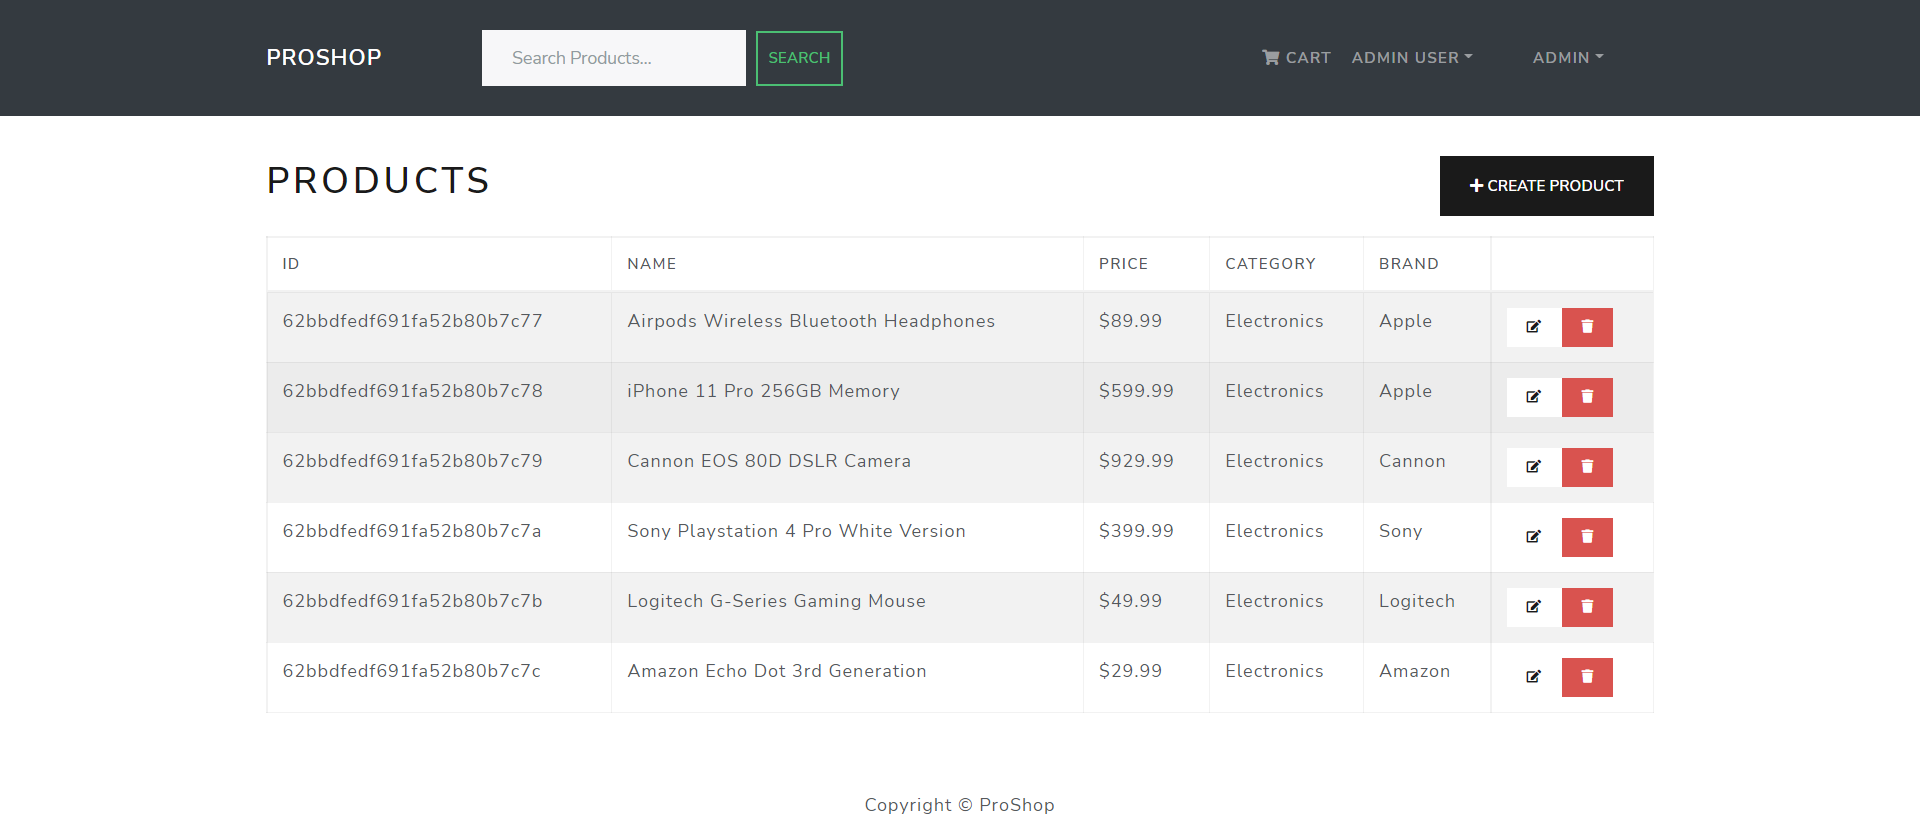 PROSHOP Search Products... SEARCH CART ADMIN USER ADMIN
PRODUCTS CREATE PRODUCT
ID NAME PRICE CATEGORY BRAND
62bbdfedf691fa52b80b7c77 Airpods Wireless Bluetooth Headphones $89.99 Electronics Apple
62bbdfedf691fa52b80b7c78 iPhone 11 Pro 256GB Memory $599.99 Electronics Apple
62bbdfedf691fa52b80b7c79 Cannon EOS 80D DSLR Camera $929.99 Electronics Cannon
62bbdfedf691fa52b80b7c7a Sony Playstation 4 Pro White Version $399.99 Electronics Sony
62bbdfedf691fa52b80b7c7b Logitech G-Series Gaming Mouse $49.99 Electronics Logitech
62bbdfedf691fa52b80b7c7c Amazon Echo Dot 3rd Generation $29.99 Electronics Amazon
Copyright © ProShop